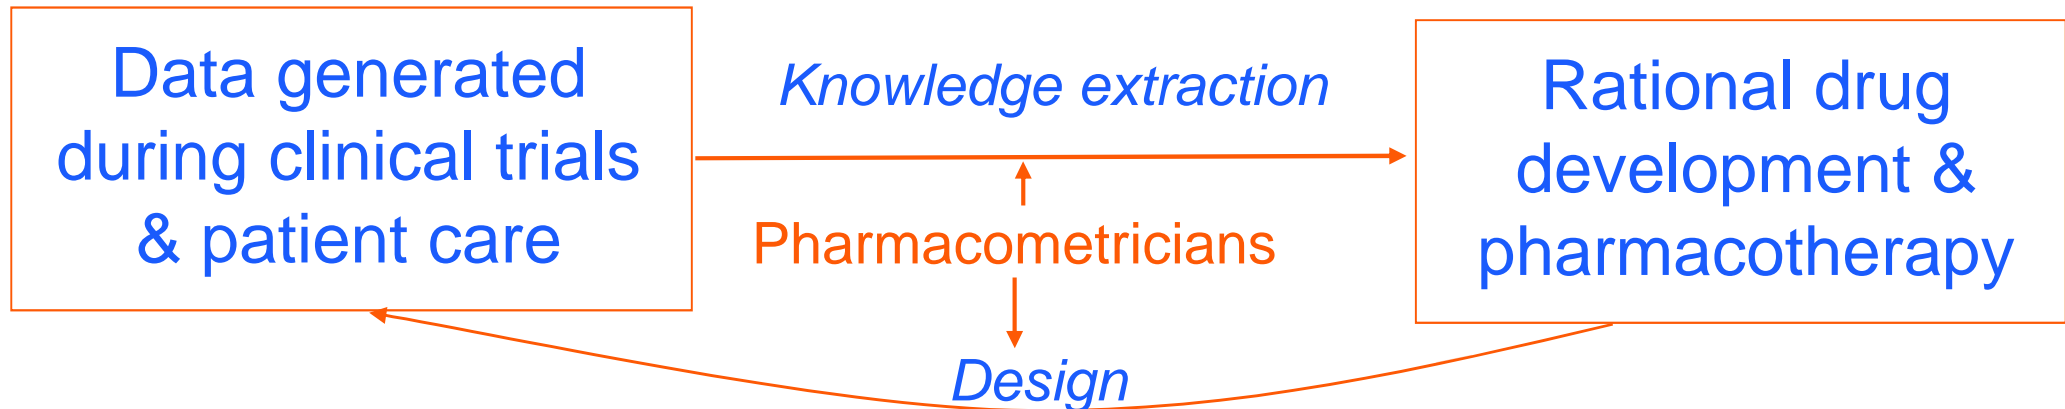 Data generated
during clinical trials
& patient care
Knowledge extraction
Pharmacometricians
Design
Rational drug
development &
pharmacotherapy